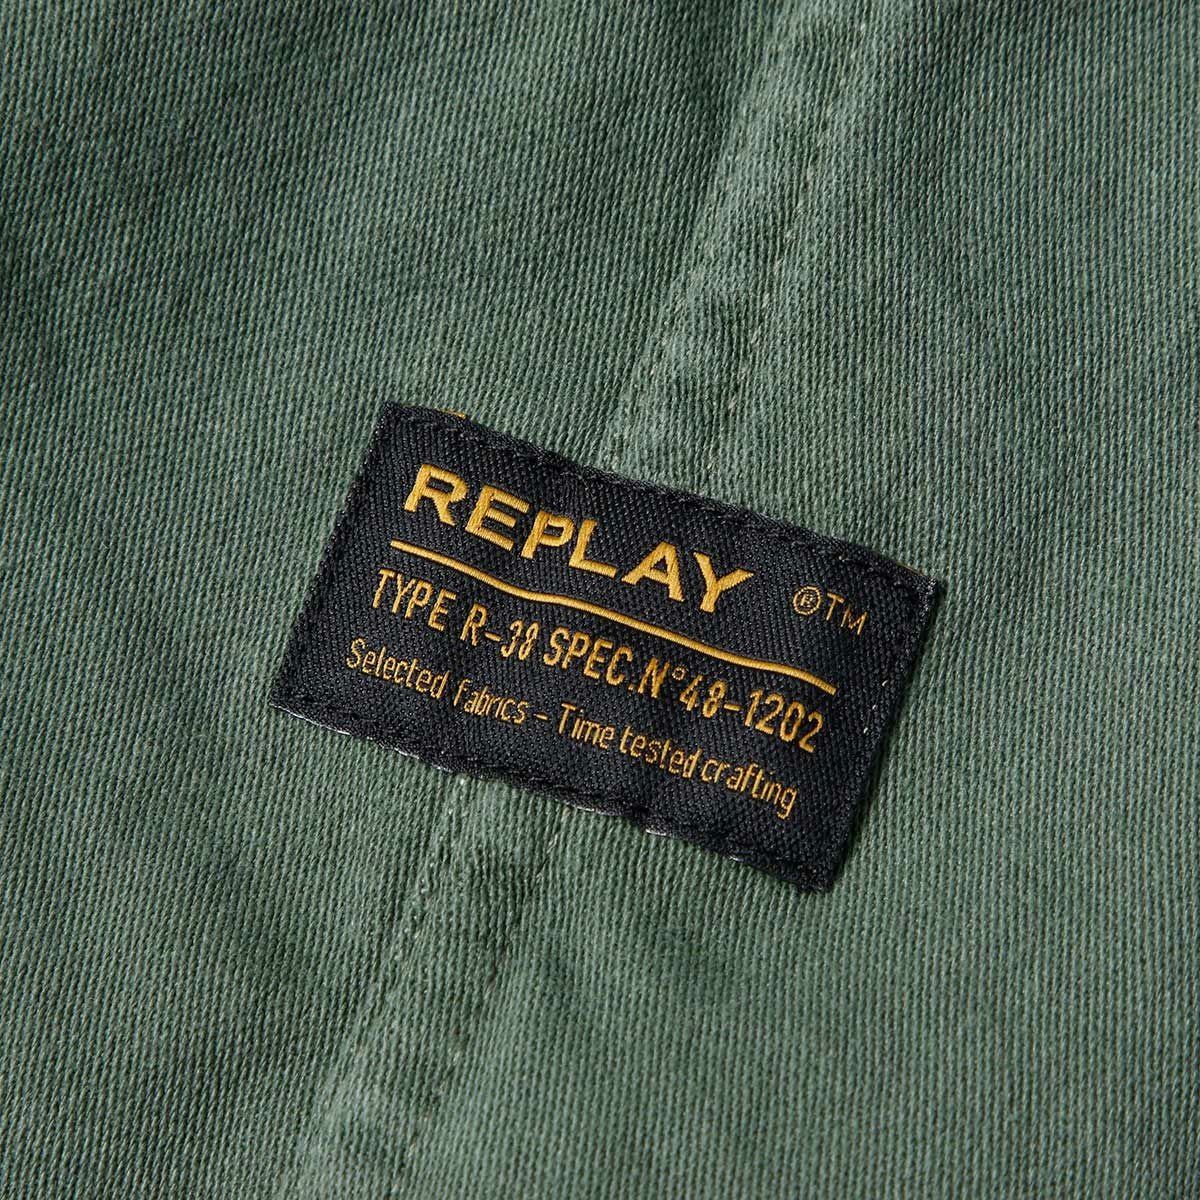 REPLAY ®™
TYPE R-38 SPEC.N°48-1202
Selected fabrics - Time tested crafting